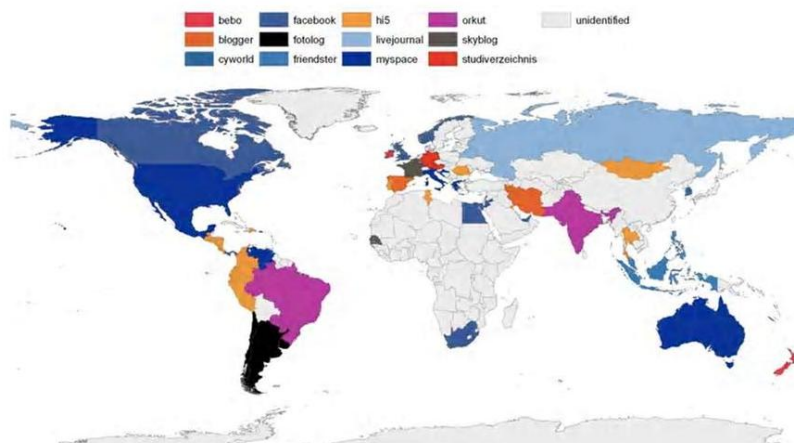 bebo facebook hi5 orkut unidentified
blogger fotolog livejournal skyblog
cyworld friendster myspace studiverzeichnis